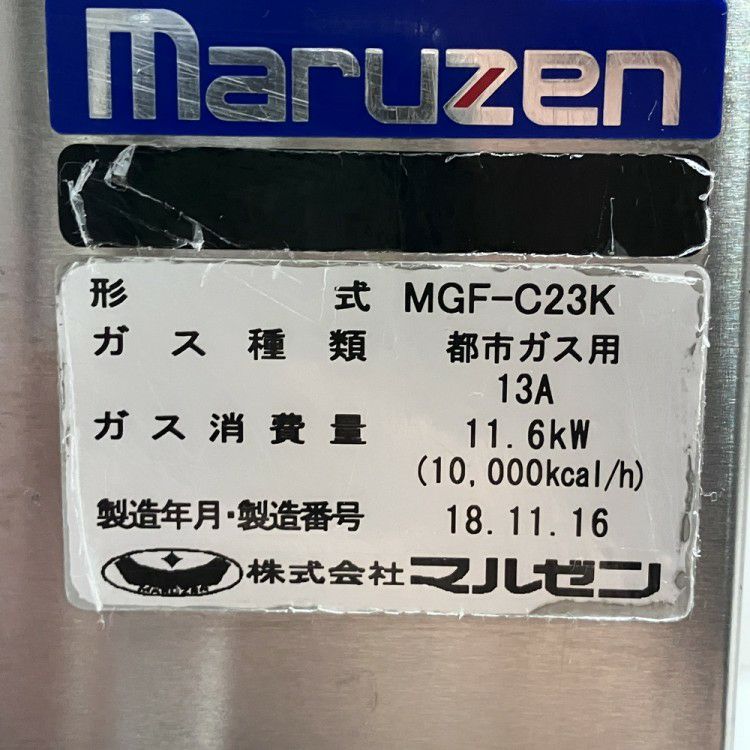 maruzen
形 式 MGF-C23K
ガス種類 都市ガス用
13A
ガス消費量 11.6kW
(10,000kcal/h)
製造年月・製造番号 18.11.16
MARUZEN 株式会社 マルゼン